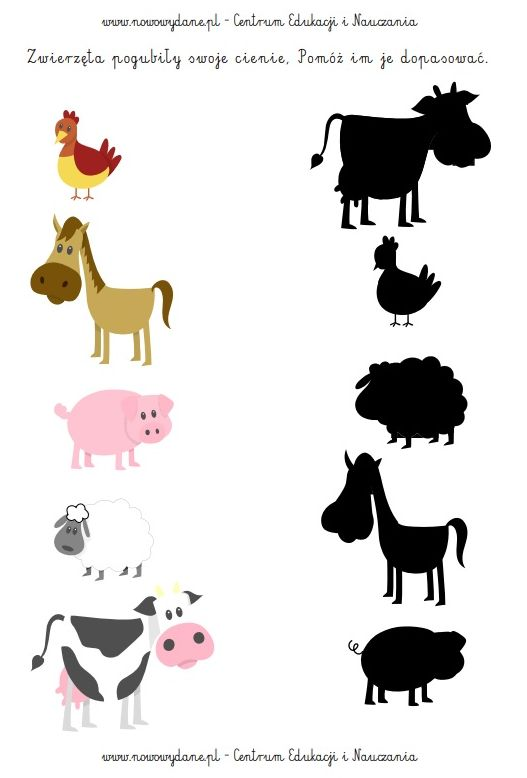 www.nowowydane.pl - Centrum Edukacji i Nauczania
Zwierzęta pogubiły swoje cienie, Pomóż im je dopasować.
www.nowowydane.pl - Centrum Edukacji i Nauczania